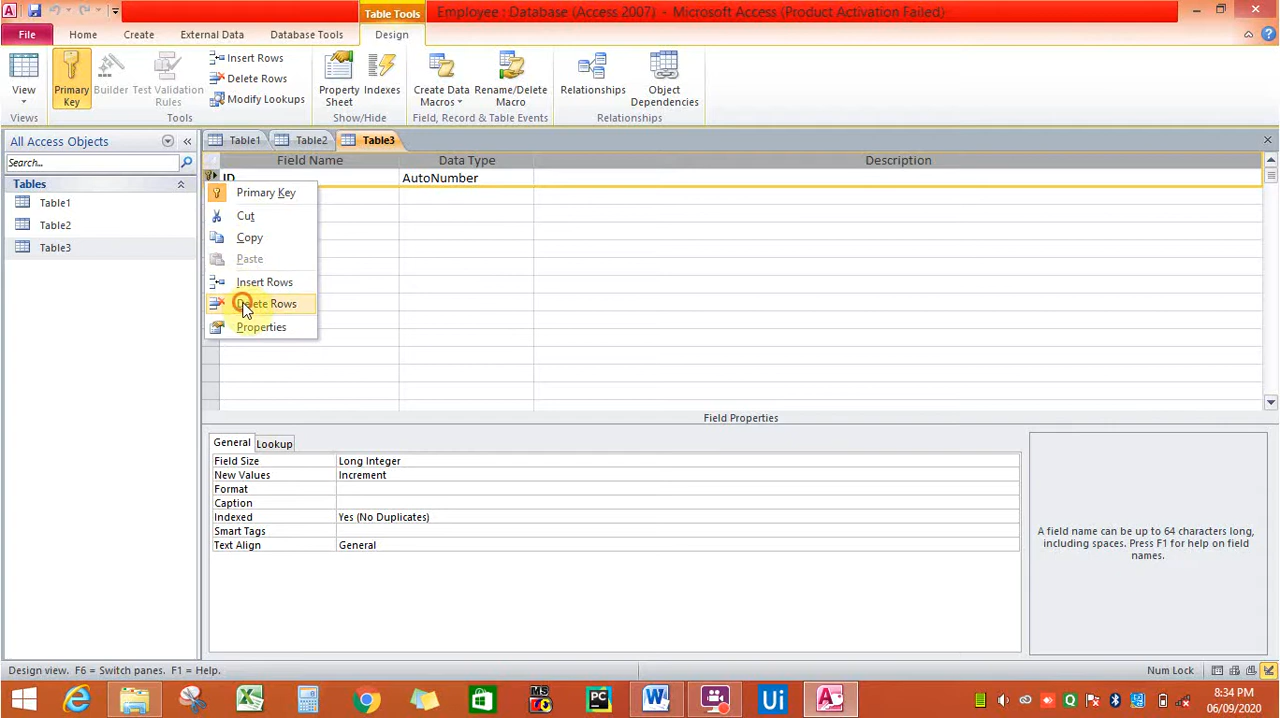 Table Tools
Employee : Database (Access 2007) - Microsoft Access (Product Activation Failed)
File
Home
Create
External Data
Database Tools
Design
View
Primary Key
Builder
Test Validation Rules
Insert Rows
Delete Rows
Modify Lookups
Property Sheet
Indexes
Create Data Macros
Rename/Delete Macro
Relationships
Object Dependencies
Views
Tools
Show/Hide
Field, Record & Table Events
Relationships
All Access Objects
Search...
Tables
Table1
Table2
Table3
Table1
Table2
Table3
Field Name
Data Type
Description
ID
AutoNumber
Primary Key
Cut
Copy
Paste
Insert Rows
Delete Rows
Properties
Field Properties
General
Lookup
Field Size
Long Integer
New Values
Increment
Format
Caption
Indexed
Yes (No Duplicates)
Smart Tags
Text Align
General
A field name can be up to 64 characters long,
including spaces. Press F1 for help on field
names.
Design view. F6 = Switch panes. F1 = Help.
Num Lock
MS
PC
Ui
8:34 PM
06/09/2020